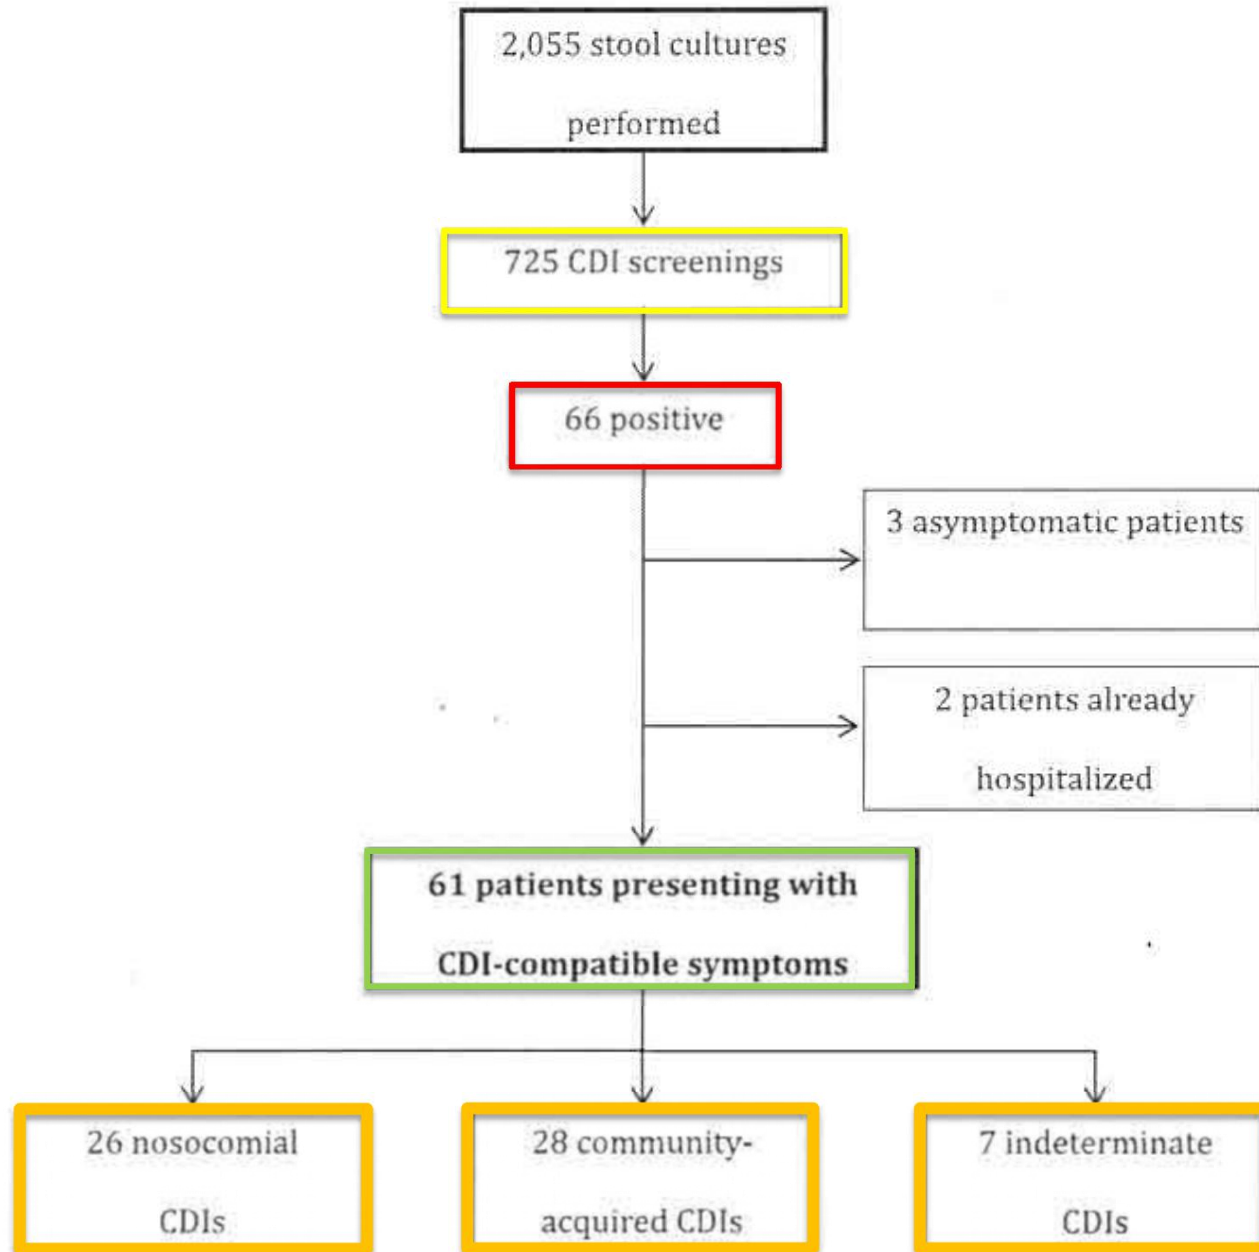 2,055 stool cultures
performed
725 CDI screenings
66 positive
3 asymptomatic patients
2 patients already
hospitalized
61 patients presenting with
CDI-compatible symptoms
26 nosocomial
CDIs
28 community-
acquired CDIs
7 indeterminate
CDIs